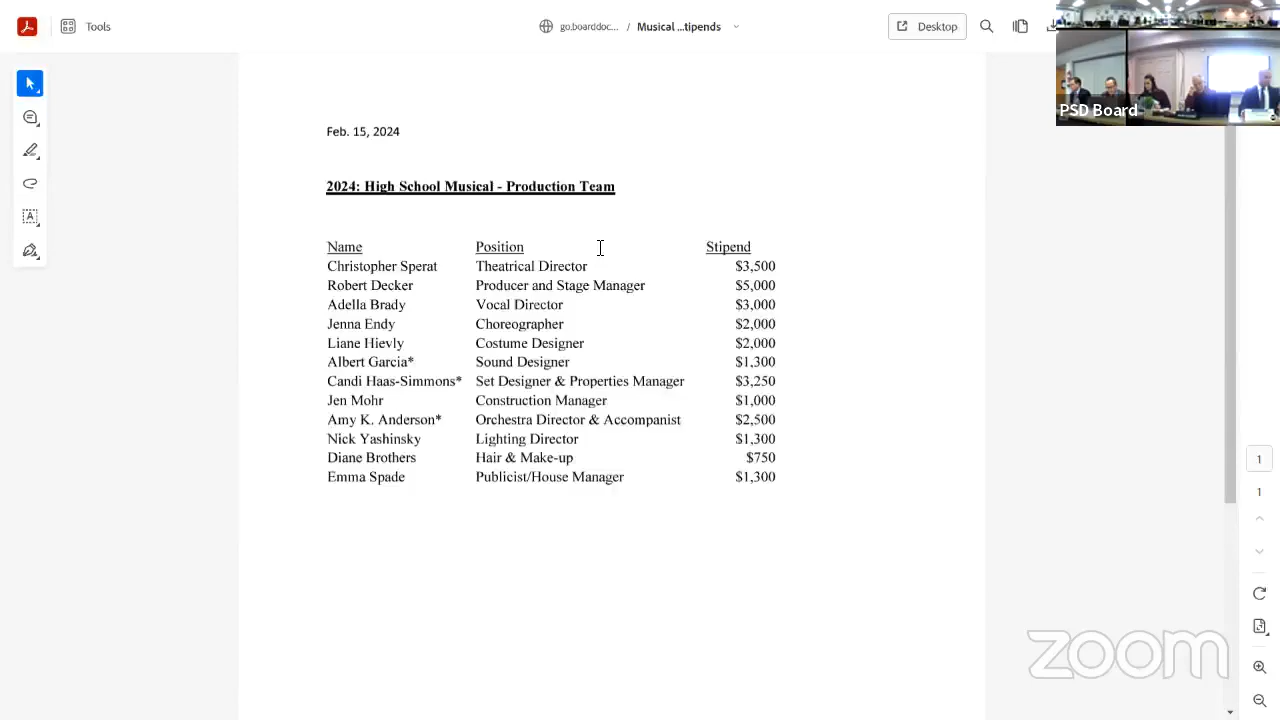 Tools
go.boarddoc... / Musical ...tipends
Desktop
PSD Board
Feb. 15, 2024
2024: High School Musical - Production Team
Name Position Stipend
Christopher Sperat Theatrical Director $3,500
Robert Decker Producer and Stage Manager $5,000
Adella Brady Vocal Director $3,000
Jenna Endy Choreographer $2,000
Liane Hievly Costume Designer $2,000
Albert Garcia* Sound Designer $1,300
Candi Haas-Simmons* Set Designer & Properties Manager $3,250
Jen Mohr Construction Manager $1,000
Amy K. Anderson* Orchestra Director & Accompanist $2,500
Nick Yashinsky Lighting Director $1,300
Diane Brothers Hair & Make-up $750
Emma Spade Publicist/House Manager $1,300
1
1
zoom